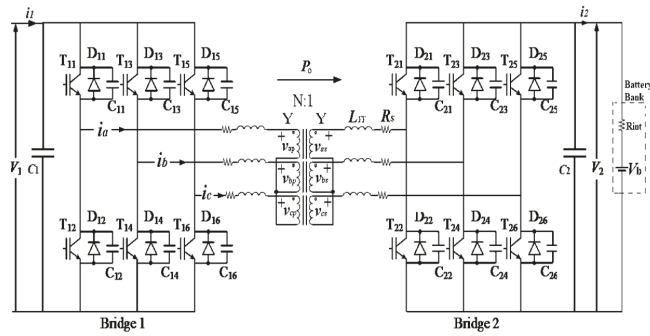 i1 i2
D11 D13 D15 D21 D23 D25
T11 T13 T15 T21 T23 T25
C11 C13 C15 C21 C23 C25
Po
N:1
Y Y
Battery
Bank
ia LlT Rs
vap vas
Rint
V1 C1 ib vbp vbs C2 V2 Vb
ic vcp vcs
D12 D14 D16 D22 D24 D26
T12 T14 T16 T22 T24 T26
C12 C14 C16 C22 C24 C26
Bridge 1 Bridge 2